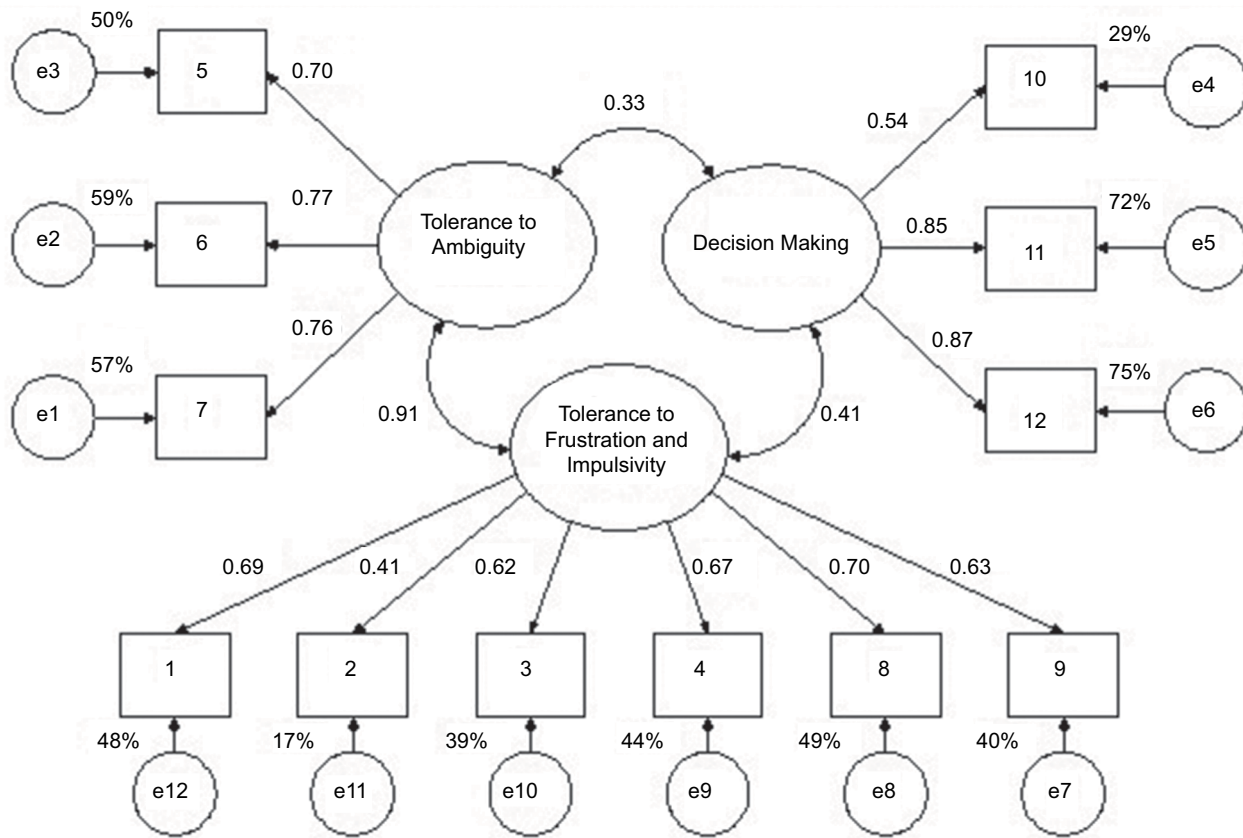 50%
29%
e3
5
0.70
10
e4
0.33
0.54
59%
0.77
72%
e2
6
Tolerance to
Ambiguity
Decision Making
0.85
11
e5
57%
0.76
0.87
75%
e1
7
0.91
Tolerance to
Frustration and
Impulsivity
0.41
12
e6
0.69
0.41
0.62
0.67
0.70
0.63
1
2
3
4
8
9
48%
17%
39%
44%
49%
40%
e12
e11
e10
e9
e8
e7